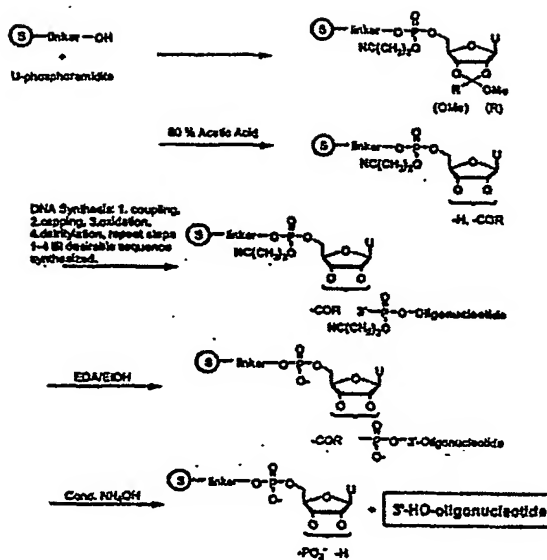 S linker—OH
+
U-phosphoramidite
S linker—O—P—O O U
O
NC(CH2)2O
O O
R OMe
(OMe) (R)
80 % Acetic Acid
S linker—O—P—O O U
O
NC(CH2)2O
O O
-H, -COR
DNA Synthesis: 1. coupling,
2.capping, 3.oxidation,
4.detritylation, repeat steps
1-4 till desirable sequence
synthesized.
S linker—O—P—O O U
O
NC(CH2)2O
O O
O
-COR 3'-P—O—Oligonucleotide
NC(CH2)2O
EDA/EtOH
S linker—O—P—O O U
O
O-
O O
O
-COR -P—O—3'-Oligonucleotide
O-
Conc. NH4OH
S linker—O—P—O O U
O
O-
O O
+ 3'-HO-oligonucleotide
-PO3- -H